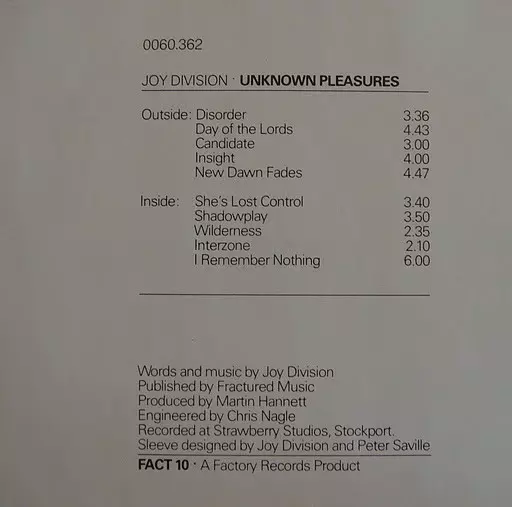 0060.362
JOY DIVISION · UNKNOWN PLEASURES
Outside: Disorder 3.36
Day of the Lords 4.43
Candidate 3.00
Insight 4.00
New Dawn Fades 4.47
Inside: She's Lost Control 3.40
Shadowplay 3.50
Wilderness 2.35
Interzone 2.10
I Remember Nothing 6.00
Words and music by Joy Division
Published by Fractured Music
Produced by Martin Hannett
Engineered by Chris Nagle
Recorded at Strawberry Studios, Stockport.
Sleeve designed by Joy Division and Peter Saville
FACT 10 · A Factory Records Product